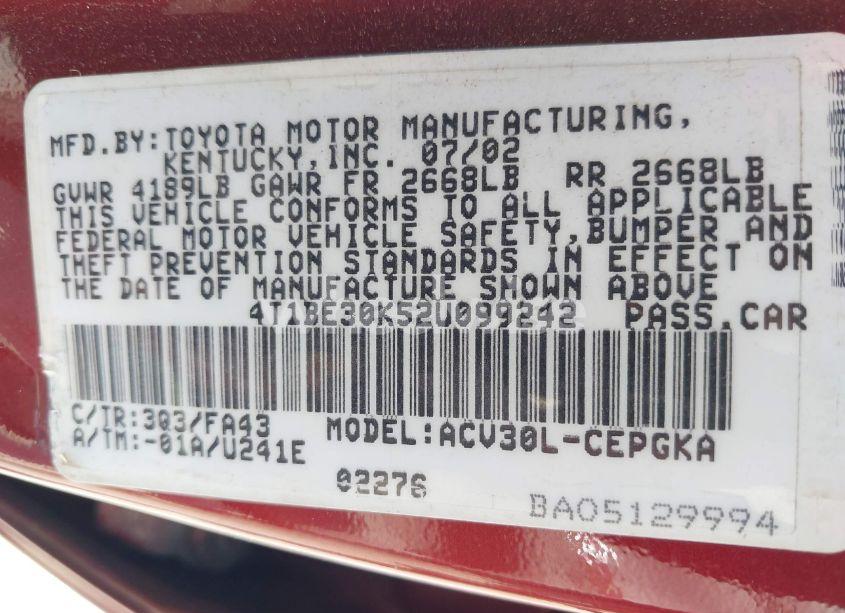 MFD.BY:TOYOTA MOTOR MANUFACTURING,
KENTUCKY,INC. 07/02
GVWR 4189LB GAWR FR 2668LB RR 2668LB
THIS VEHICLE CONFORMS TO ALL APPLICABLE
FEDERAL MOTOR VEHICLE SAFETY,BUMPER AND
THEFT PREVENTION STANDARDS IN EFFECT ON
THE DATE OF MANUFACTURE SHOWN ABOVE
4T1BE30K52U099242 PASS.CAR
C/TR:303/FA43 MODEL:ACV30L-CEPGKA
A/TM:-01A/U241E
02276
BA05129994